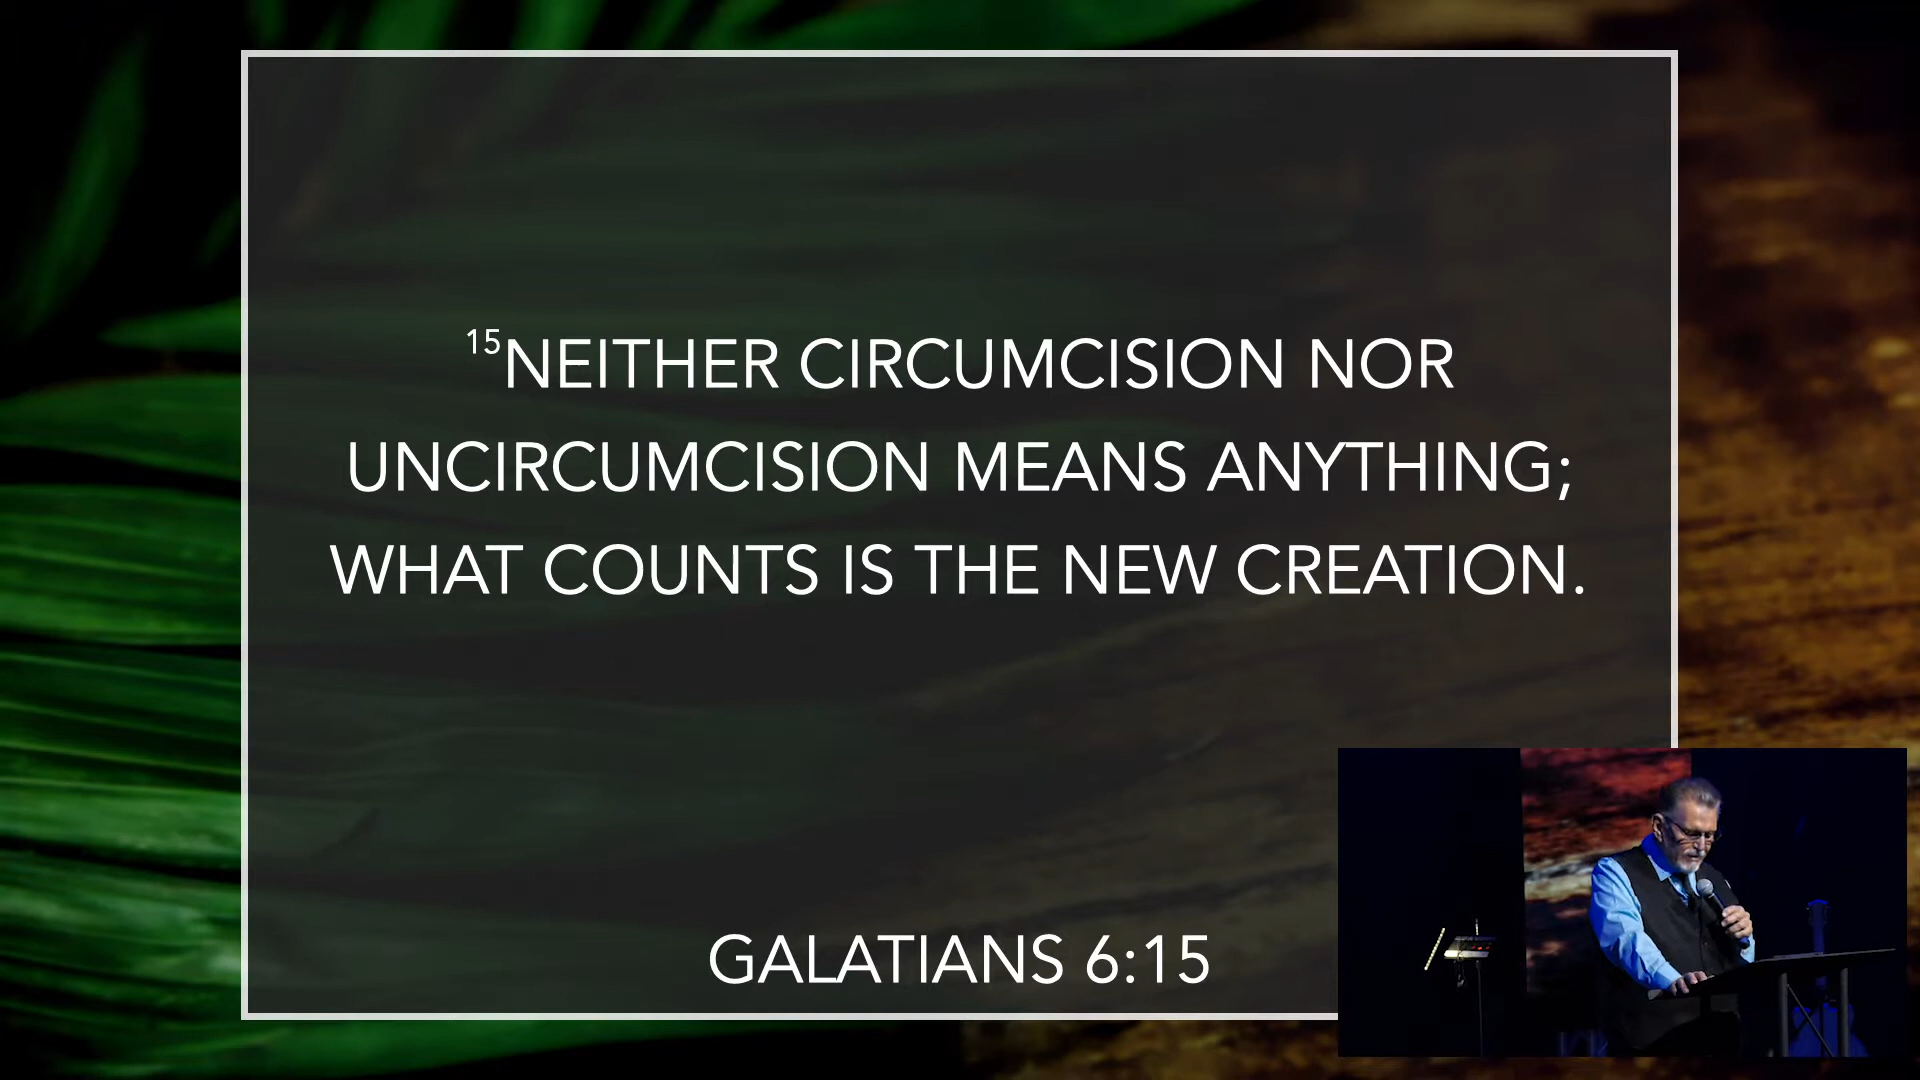 15NEITHER CIRCUMCISION NOR
UNCIRCUMCISION MEANS ANYTHING;
WHAT COUNTS IS THE NEW CREATION.
GALATIANS 6:15